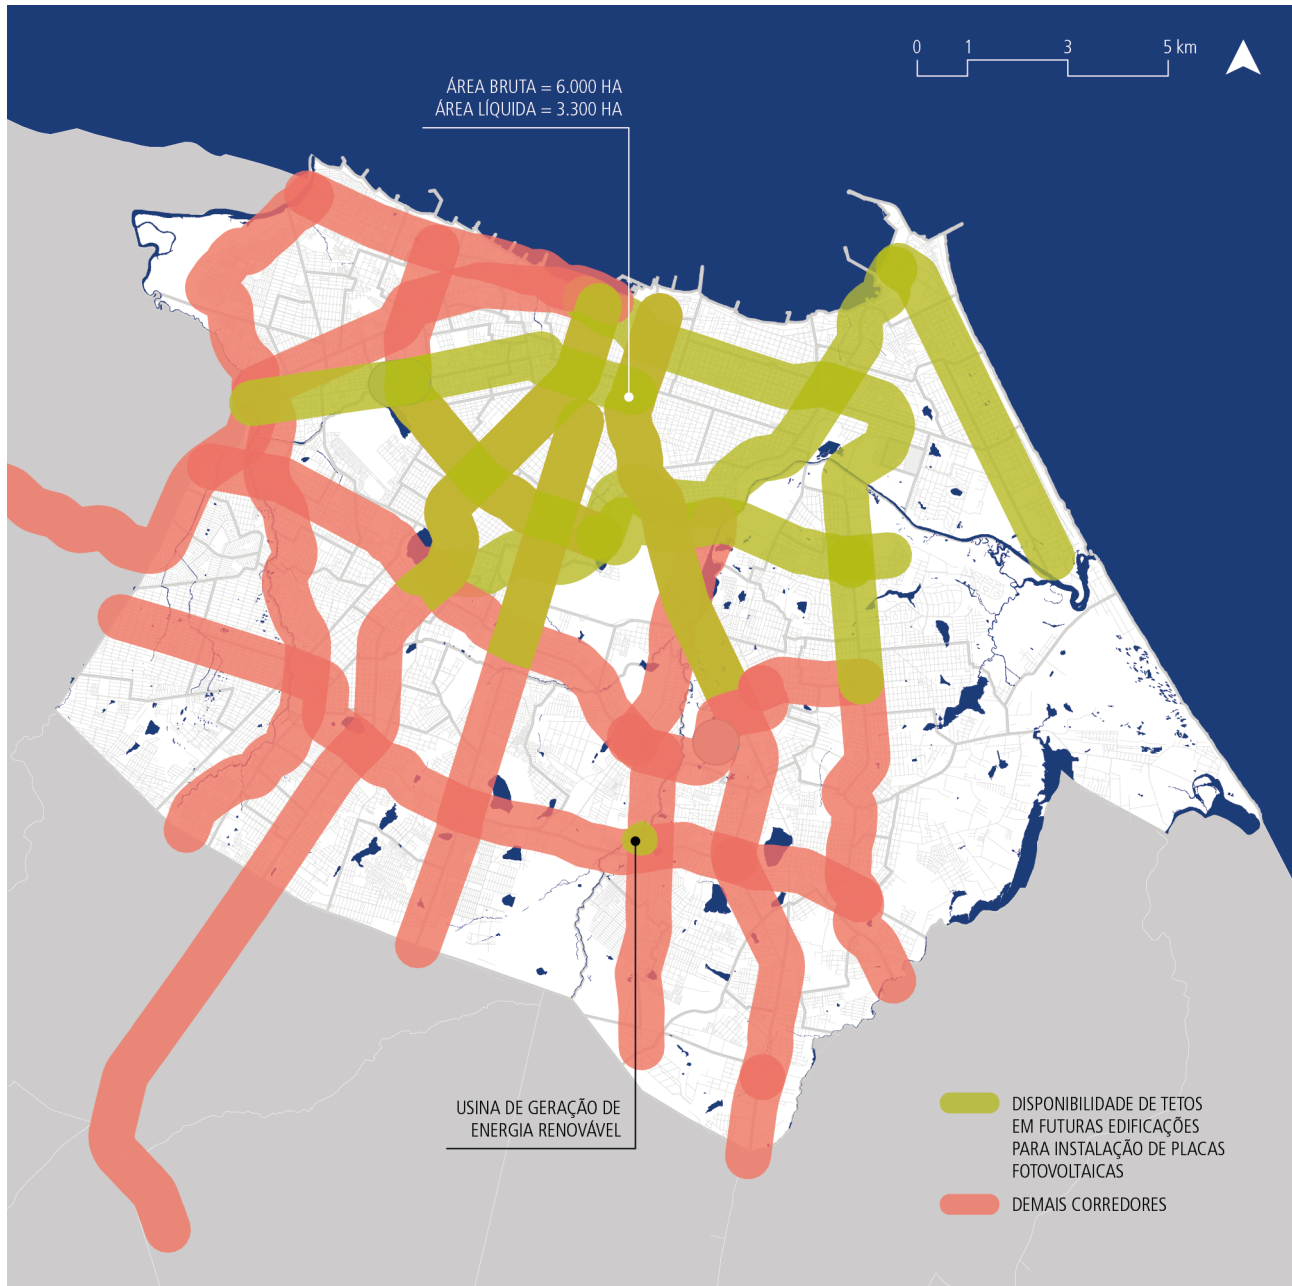 0 1 3 5 km
ÁREA BRUTA = 6.000 HA
ÁREA LÍQUIDA = 3.300 HA
USINA DE GERAÇÃO DE
ENERGIA RENOVÁVEL
DISPONIBILIDADE DE TETOS
EM FUTURAS EDIFICAÇÕES
PARA INSTALAÇÃO DE PLACAS
FOTOVOLTAICAS
DEMAIS CORREDORES